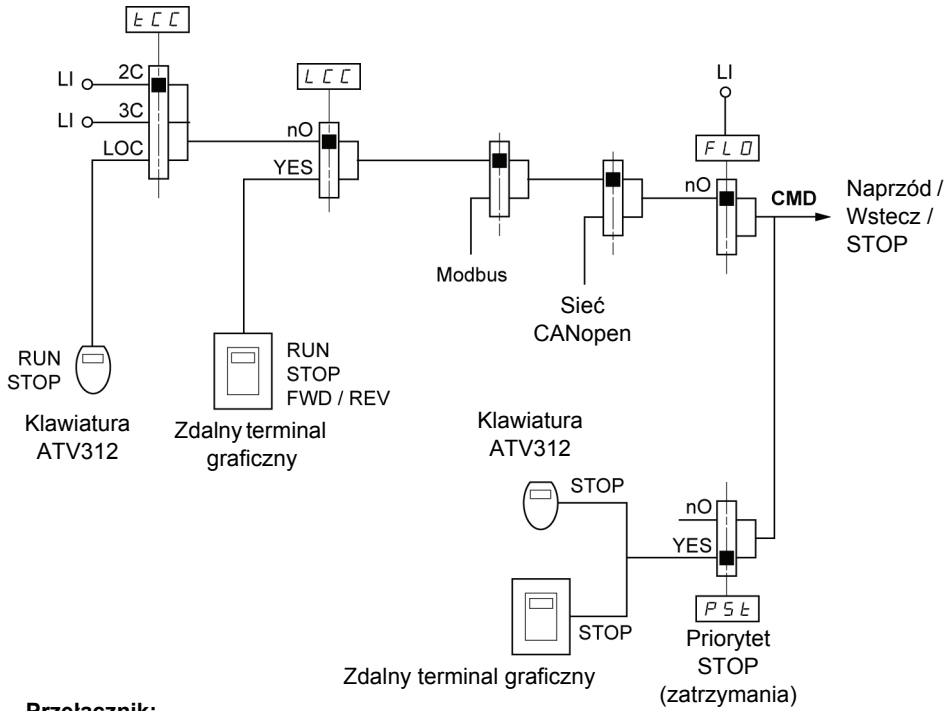 tCC
LI 2C
LI 3C
LOC
LCC
nO
YES
LI
FLO
nO
CMD
Naprzód /
Wstecz /
STOP
Modbus
Sieć
CANopen
RUN
STOP
Klawiatura
ATV312
RUN
STOP
FWD / REV
Zdalny terminal
graficzny
Klawiatura
ATV312
STOP
STOP
Zdalny terminal graficzny
nO
YES
PSt
Priorytet
STOP
(zatrzymania)
Przełącznik: